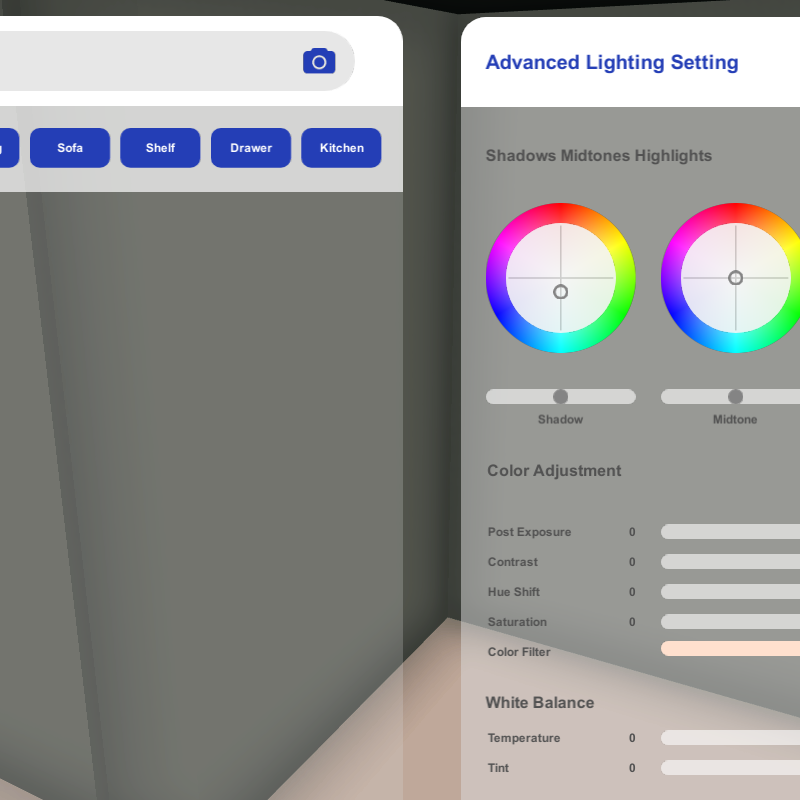 Sofa
Shelf
Drawer
Kitchen
Advanced Lighting Setting
Shadows Midtones Highlights
Shadow
Midtone
Color Adjustment
Post Exposure 0
Contrast 0
Hue Shift 0
Saturation 0
Color Filter
White Balance
Temperature 0
Tint 0